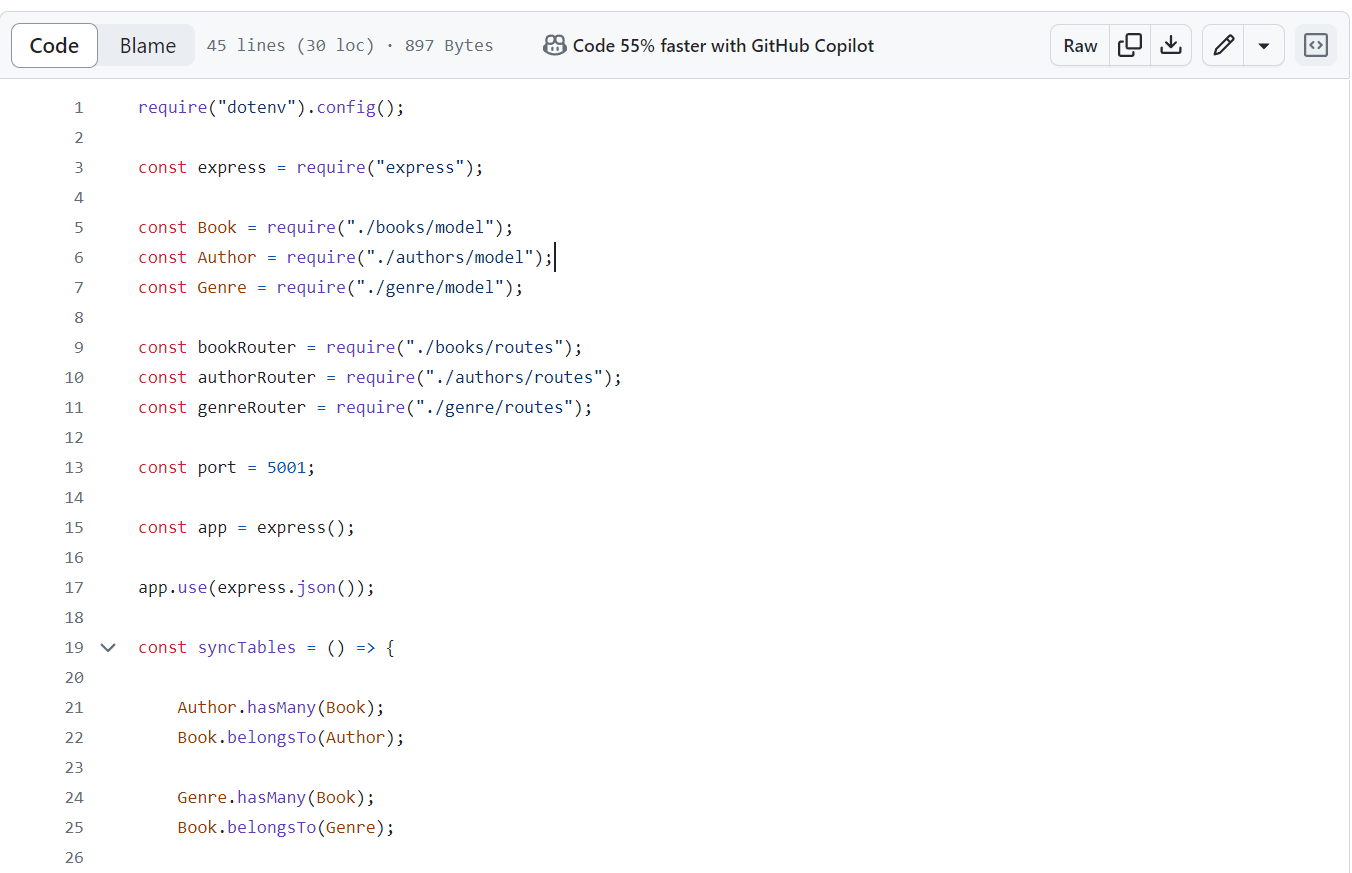 Code Blame 45 lines (30 loc) · 897 Bytes Code 55% faster with GitHub Copilot Raw
1 require("dotenv").config();
2
3 const express = require("express");
4
5 const Book = require("./books/model");
6 const Author = require("./authors/model");
7 const Genre = require("./genre/model");
8
9 const bookRouter = require("./books/routes");
10 const authorRouter = require("./authors/routes");
11 const genreRouter = require("./genre/routes");
12
13 const port = 5001;
14
15 const app = express();
16
17 app.use(express.json());
18
19 const syncTables = () => {
20
21     Author.hasMany(Book);
22     Book.belongsTo(Author);
23
24     Genre.hasMany(Book);
25     Book.belongsTo(Genre);
26